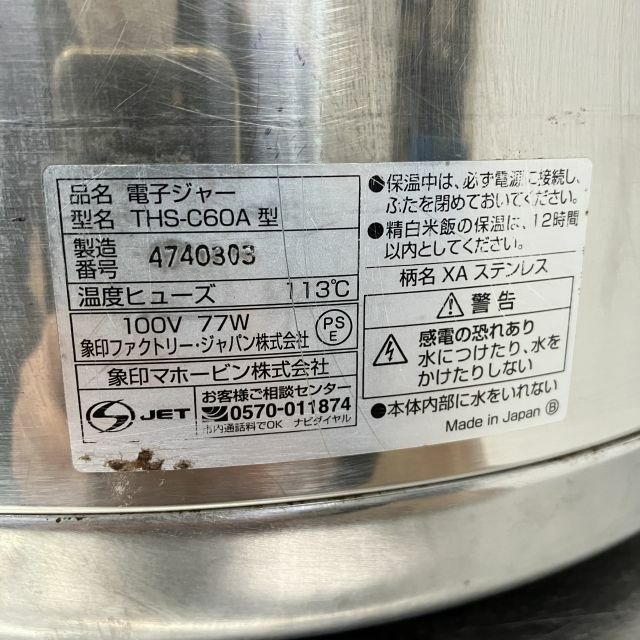 品名 電子ジャー
型名 THS-C60A 型
製造番号 4740303
温度ヒューズ 113℃
100V 77W
象印ファクトリー・ジャパン株式会社
PS
E
象印マホービン株式会社
S JET
お客様ご相談センター
0570-011874
市内通話料でOK ナビダイヤル
●保温中は、必ず電源に接続し、
ふたを閉めておいてください。
●精白米飯の保温は、12時間
以内としてください。
柄名 XA ステンレス
警告
感電の恐れあり
水につけたり、水を
かけたりしない
●本体内部に水をいれない
Made in Japan Ⓑ